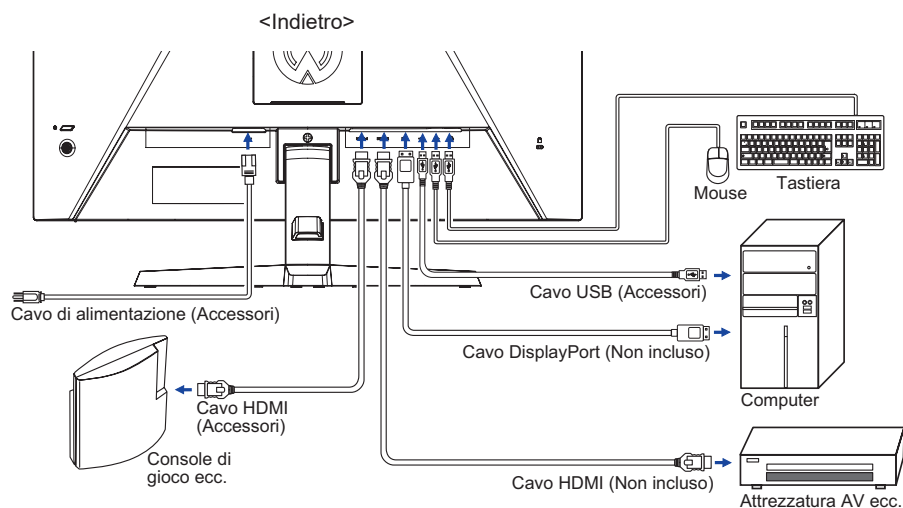 <Indietro>
Mouse
Tastiera
Cavo USB (Accessori)
Cavo di alimentazione (Accessori)
Cavo DisplayPort (Non incluso)
Computer
Cavo HDMI
(Accessori)
Console di
gioco ecc.
Cavo HDMI (Non incluso)
Attrezzatura AV ecc.